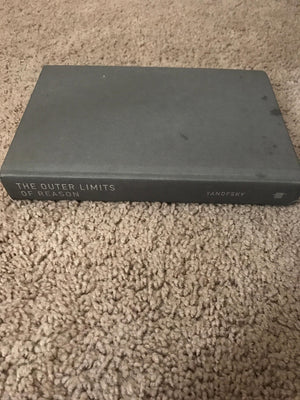 THE OUTER LIMITS
OF REASON
YANOFSKY